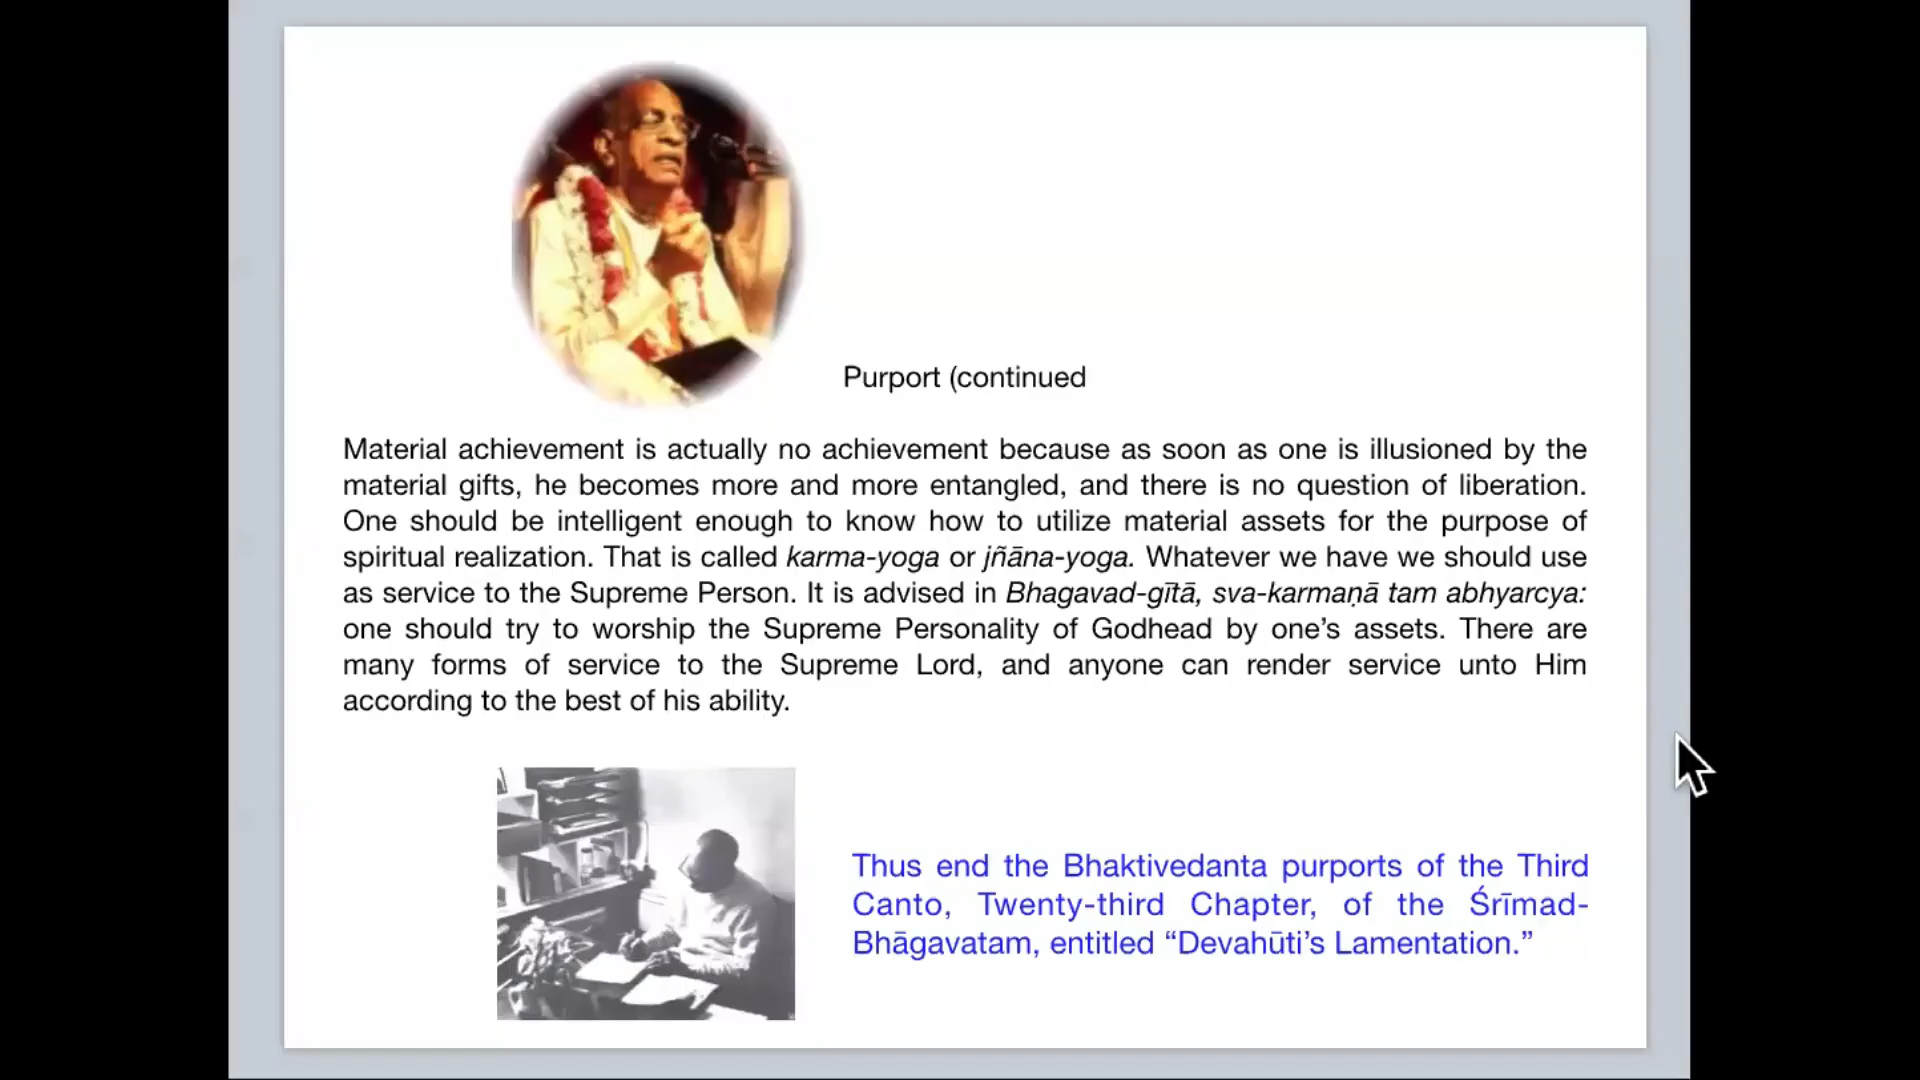 Purport (continued
Material achievement is actually no achievement because as soon as one is illusioned by the
material gifts, he becomes more and more entangled, and there is no question of liberation.
One should be intelligent enough to know how to utilize material assets for the purpose of
spiritual realization. That is called karma-yoga or jñāna-yoga. Whatever we have we should use
as service to the Supreme Person. It is advised in Bhagavad-gītā, sva-karmaṇā tam abhyarcya:
one should try to worship the Supreme Personality of Godhead by one’s assets. There are
many forms of service to the Supreme Lord, and anyone can render service unto Him
according to the best of his ability.
Thus end the Bhaktivedanta purports of the Third
Canto, Twenty-third Chapter, of the Śrīmad-
Bhāgavatam, entitled “Devahūti’s Lamentation.”